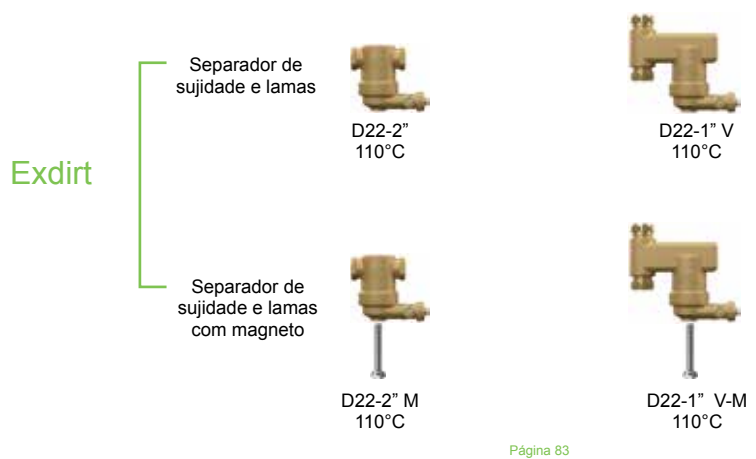 Exdirt
Separador de
sujidade e lamas
D22-2”
110°C
D22-1” V
110°C
Separador de
sujidade e lamas
com magneto
D22-2” M
110°C
D22-1”  V-M
110°C
Página 83